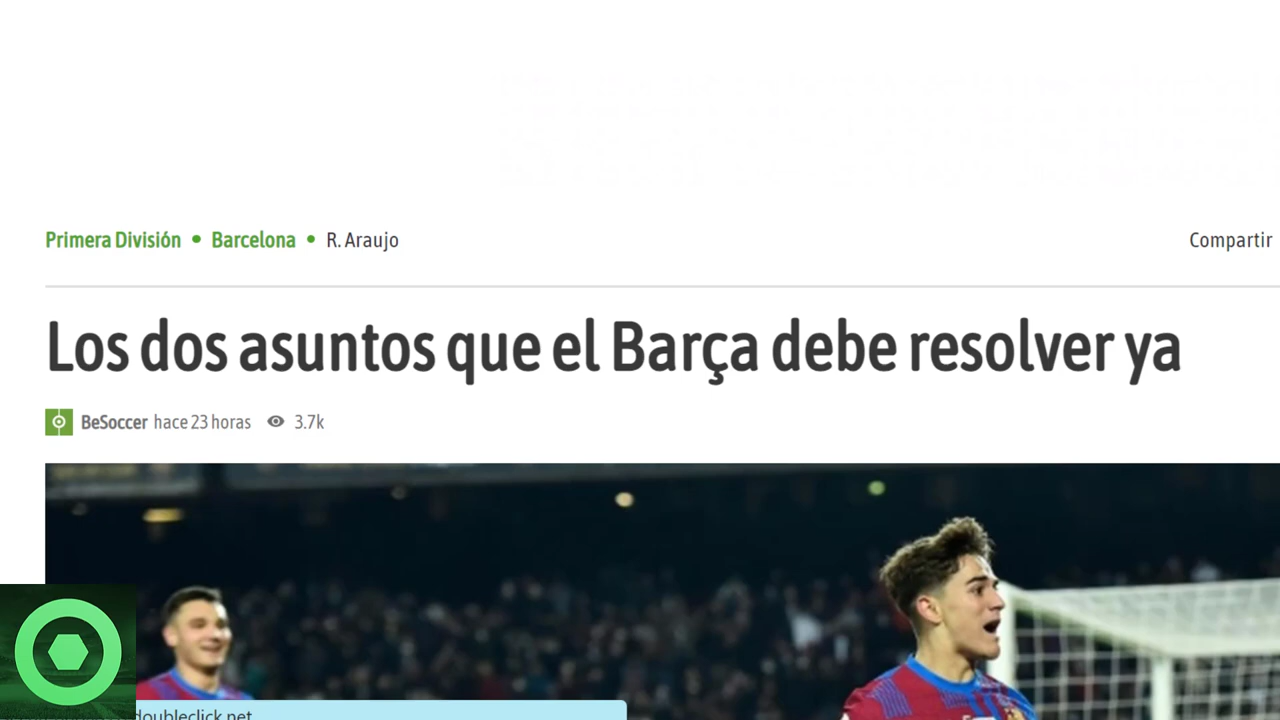 Primera División • Barcelona • R. Araujo Compartir
Los dos asuntos que el Barça debe resolver ya
BeSoccer hace 23 horas 3.7k
doubleclick.net